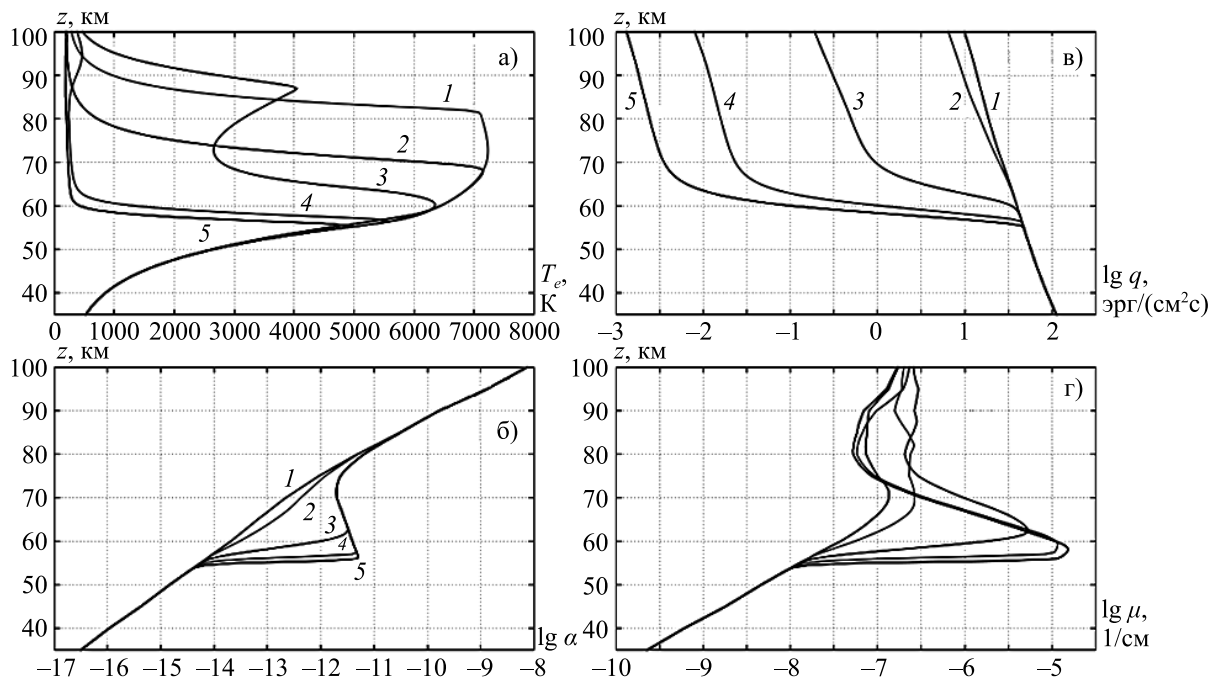 z, км
z, км
100
а)
100
в)
90
1
90
5
4
3
2
1
80
80
2
70
3
70
60
4
60
5
50
50
T_e,
lg q,
40
К
40
эрг/(см²с)
0 1000 2000 3000 4000 5000 6000 7000 8000
–3 –2 –1 0 1 2
z, км
z, км
100
100
г)
90
б)
90
80
80
1
70
2
70
3
60
4
60
5
50
50
lg μ,
40
lg α
40
1/см
–17 –16 –15 –14 –13 –12 –11 –10 –9 –8
–10 –9 –8 –7 –6 –5